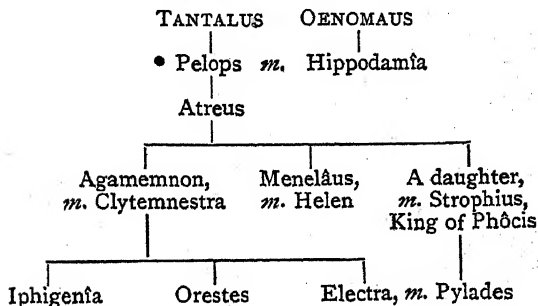 TANTALUS OENOMAUS
• Pelops m. Hippodamîa
Atreus
Agamemnon, Menelâus, A daughter,
m. Clytemnestra m. Helen m. Strophius,
King of Phôcis
Iphigenîa Orestes Electra, m. Pylades